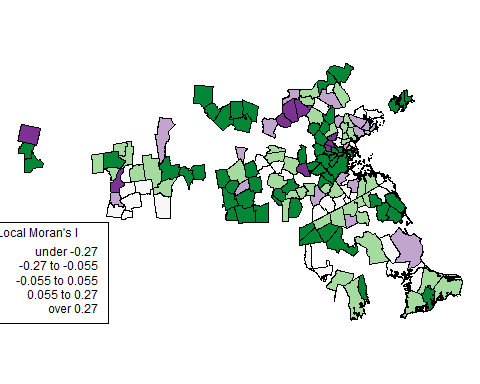 Local Moran's I
under -0.27
-0.27 to -0.055
-0.055 to 0.055
0.055 to 0.27
over 0.27